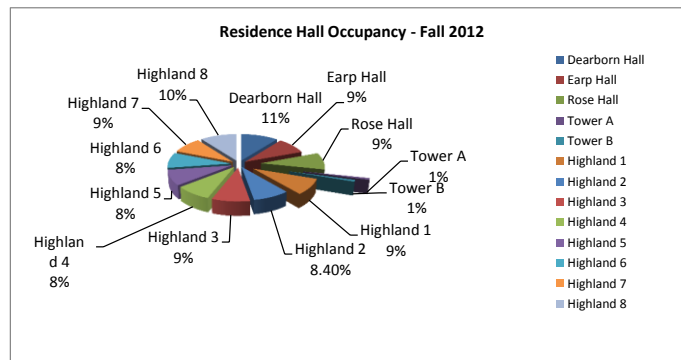 Residence Hall Occupancy - Fall 2012
Dearborn Hall
11%
Earp Hall
9%
Rose Hall
9%
Tower A
1%
Tower B
1%
Highland 1
9%
Highland 2
8.40%
Highland 3
9%
Highlan
d 4
8%
Highland 5
8%
Highland 6
8%
Highland 7
9%
Highland 8
10%
Dearborn Hall
Earp Hall
Rose Hall
Tower A
Tower B
Highland 1
Highland 2
Highland 3
Highland 4
Highland 5
Highland 6
Highland 7
Highland 8